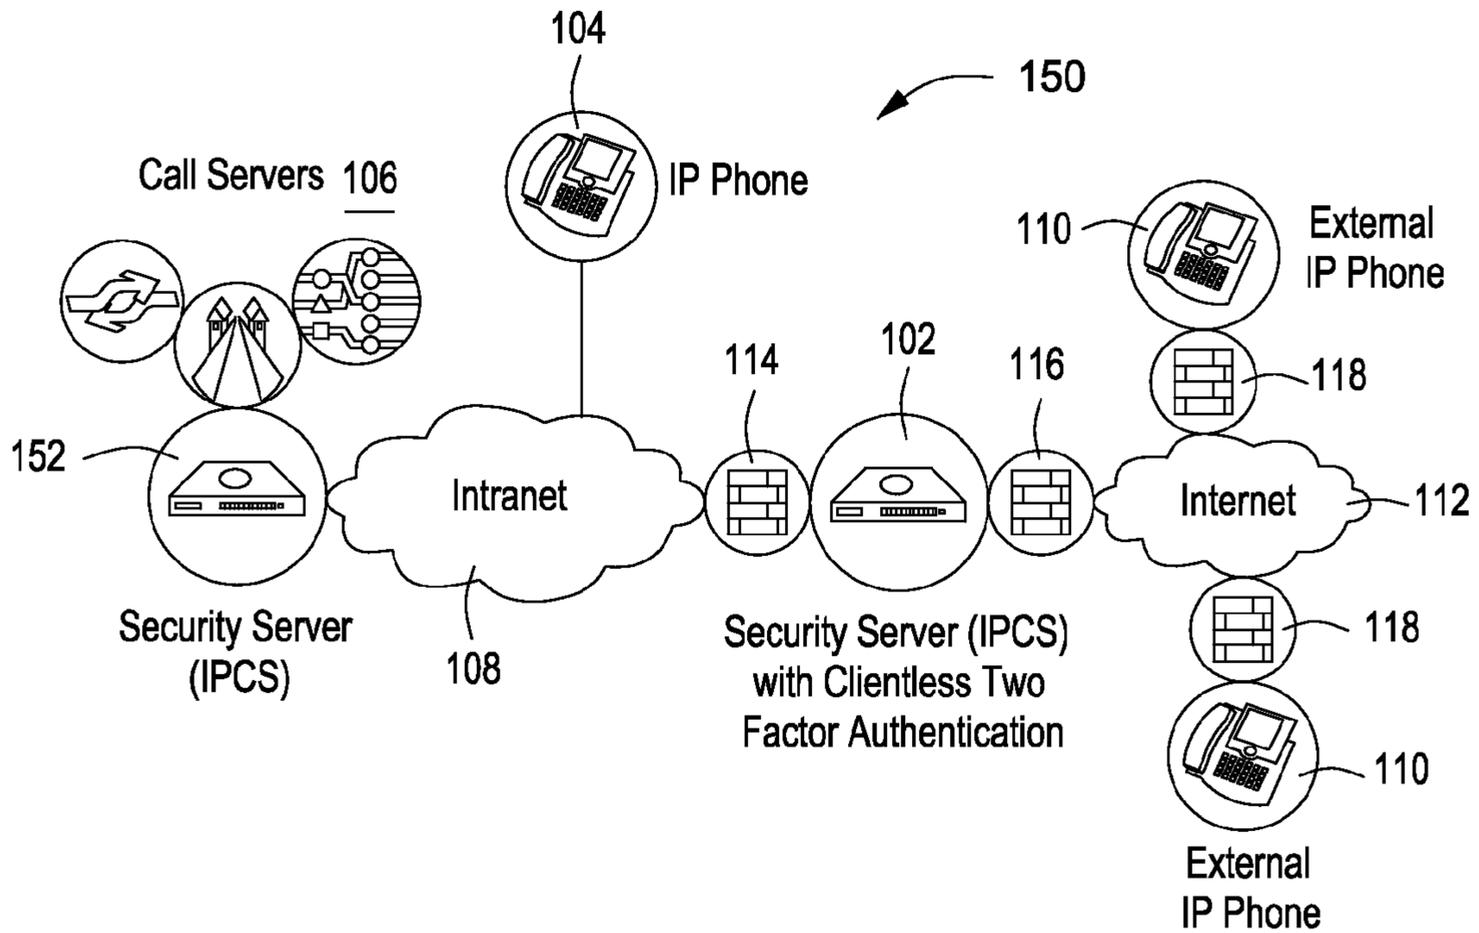 104
150
Call Servers 106
IP Phone
110
External
IP Phone
102
114
116
118
152
Intranet
Internet
112
Security Server
(IPCS)
108
Security Server (IPCS)
with Clientless Two
Factor Authentication
118
110
External
IP Phone